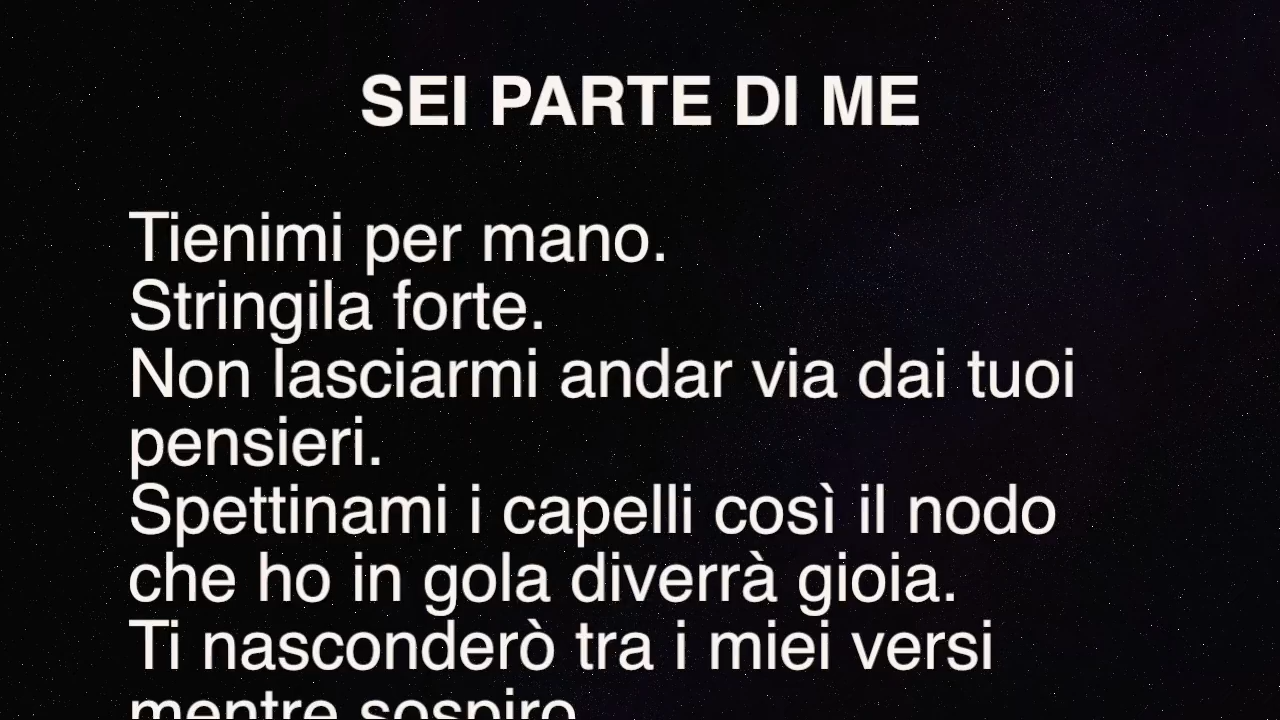 SEI PARTE DI ME
Tienimi per mano.
Stringila forte.
Non lasciarmi andar via dai tuoi
pensieri.
Spettinami i capelli così il nodo
che ho in gola diverrà gioia.
Ti nasconderò tra i miei versi
mentre sospiro